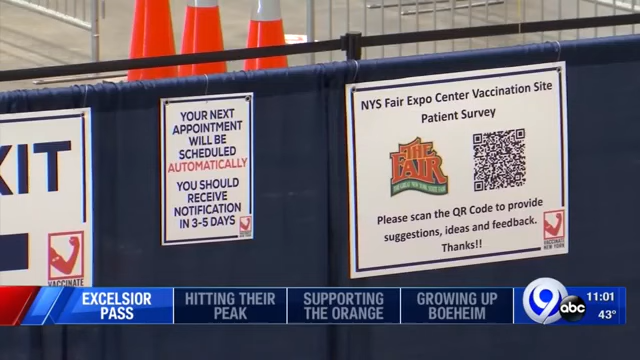 XIT
VACCINATE
YOUR NEXT
APPOINTMENT
WILL BE
SCHEDULED
AUTOMATICALLY
YOU SHOULD
RECEIVE
NOTIFICATION
IN 3-5 DAYS
NYS Fair Expo Center Vaccination Site
Patient Survey
THE
FAIR
Please scan the QR Code to provide
suggestions, ideas and feedback.
Thanks!!
VACCINATE
NEW YORK
EXCELSIOR
PASS
HITTING THEIR
PEAK
SUPPORTING
THE ORANGE
GROWING UP
BOEHEIM
9
abc
11:01
43°